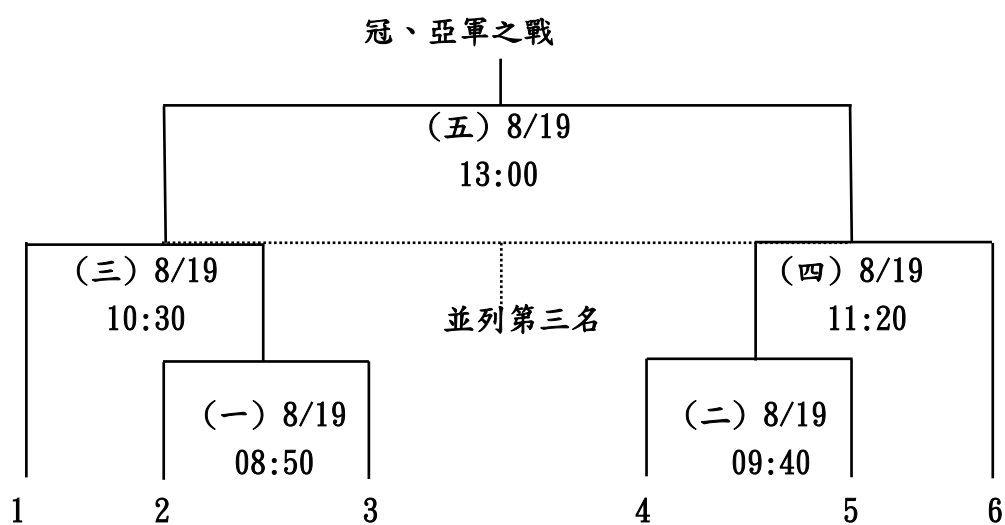 冠、亞軍之戰
（五）8/19
13:00
（三）8/19
10:30
（四）8/19
11:20
並列第三名
（一）8/19
08:50
（二）8/19
09:40
1 2 3 4 5 6